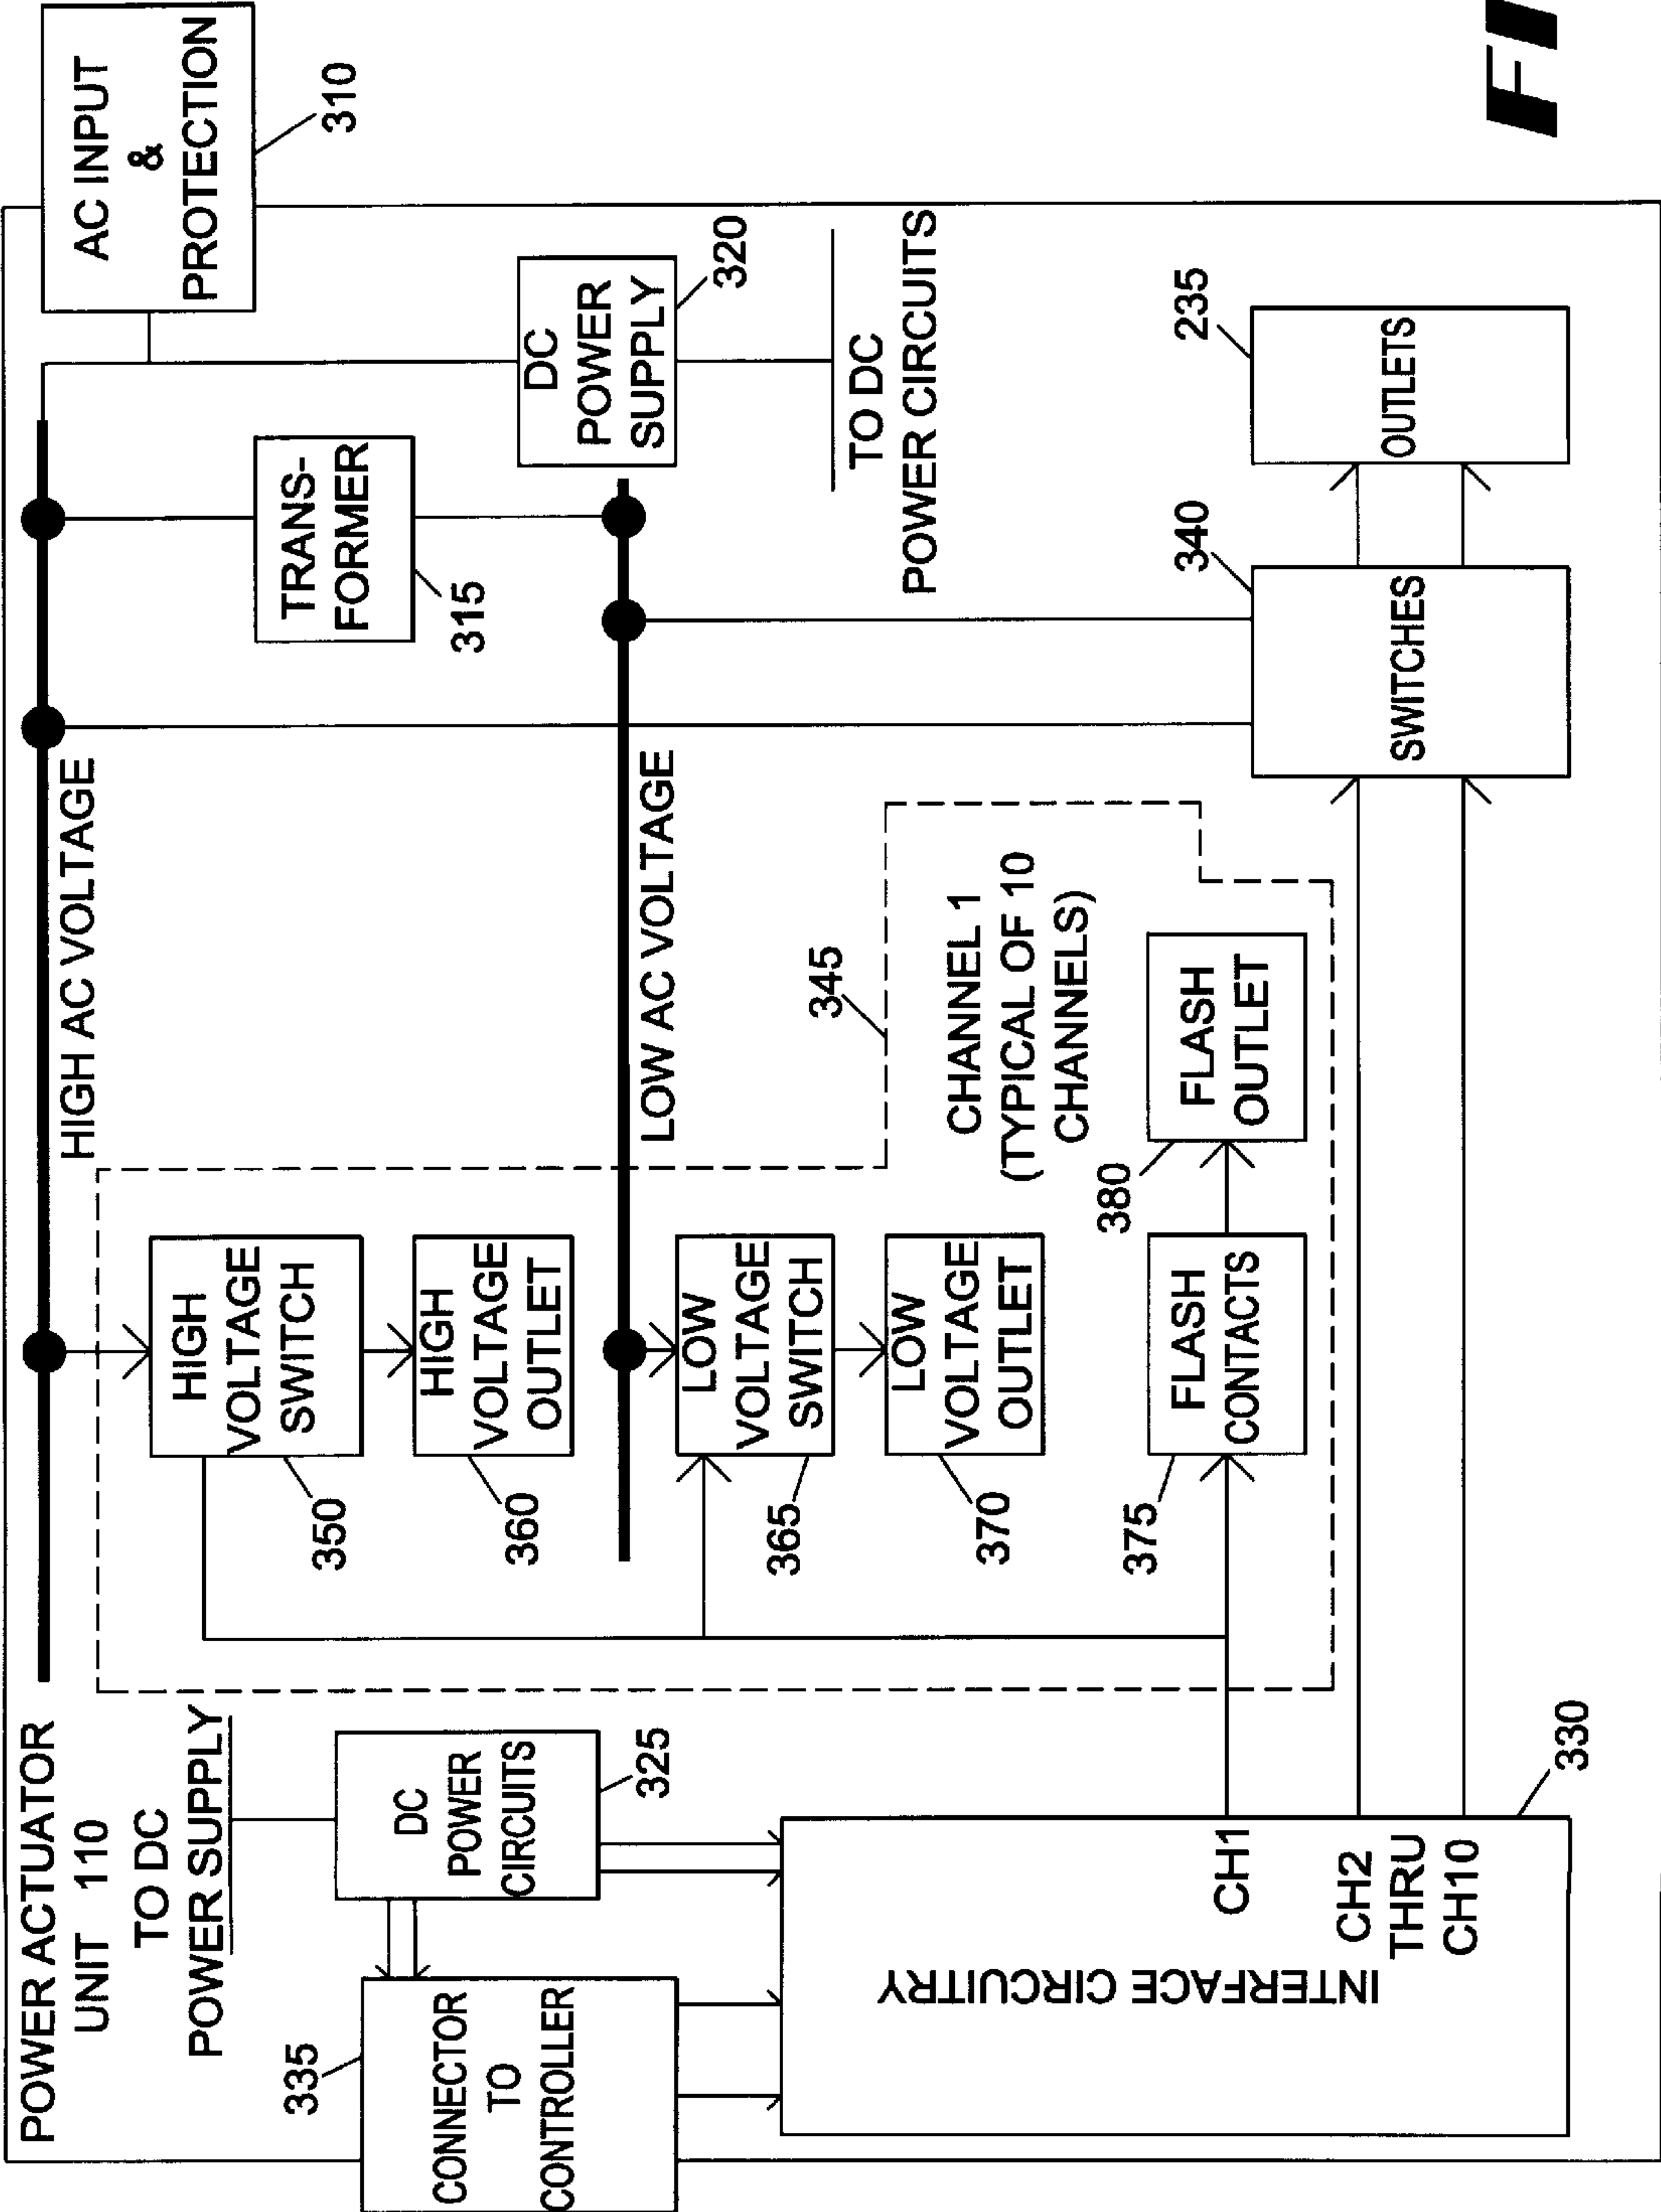 POWER ACTUATOR
UNIT 110
TO DC
POWER SUPPLY
335
CONNECTOR
TO
CONTROLLER
DC
POWER
CIRCUITS
325
INTERFACE CIRCUITRY
CH1
CH2
THRU
CH10
330
HIGH AC VOLTAGE
HIGH
VOLTAGE
SWITCH
350
HIGH
VOLTAGE
OUTLET
360
LOW AC VOLTAGE
LOW
VOLTAGE
SWITCH
365
LOW
VOLTAGE
OUTLET
370
345
CHANNEL 1
(TYPICAL OF 10
CHANNELS)
FLASH
CONTACTS
375
FLASH
OUTLET
380
AC INPUT
&
PROTECTION
310
TRANS-
FORMER
315
DC
POWER
SUPPLY
320
TO DC
POWER CIRCUITS
SWITCHES
340
OUTLETS
235